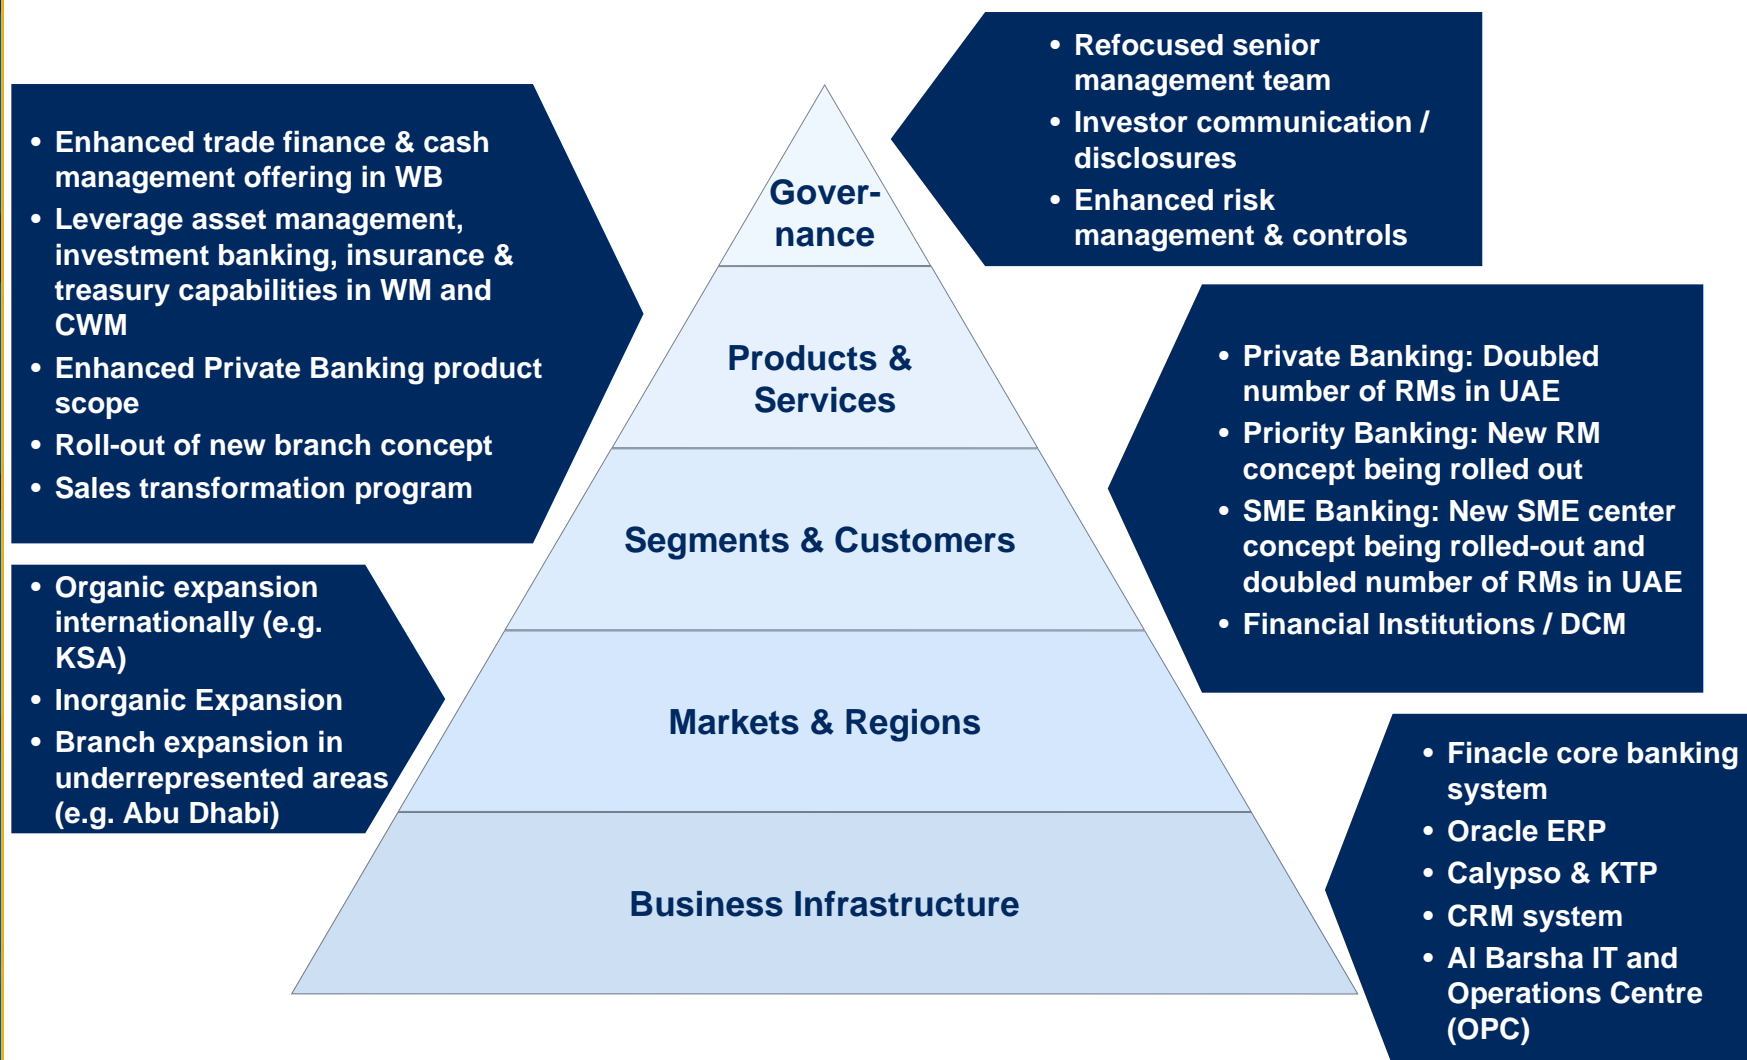 • Refocused senior
management team
• Investor communication /
disclosures
• Enhanced risk
management & controls
• Enhanced trade finance & cash
management offering in WB
• Leverage asset management,
investment banking, insurance &
treasury capabilities in WM and
CWM
• Enhanced Private Banking product
scope
• Roll-out of new branch concept
• Sales transformation program
Gover-
nance
Products &
Services
Segments & Customers
Markets & Regions
Business Infrastructure
• Private Banking: Doubled
number of RMs in UAE
• Priority Banking: New RM
concept being rolled out
• SME Banking: New SME center
concept being rolled-out and
doubled number of RMs in UAE
• Financial Institutions / DCM
• Organic expansion
internationally (e.g.
KSA)
• Inorganic Expansion
• Branch expansion in
underrepresented areas
(e.g. Abu Dhabi)
• Finacle core banking
system
• Oracle ERP
• Calypso & KTP
• CRM system
• Al Barsha IT and
Operations Centre
(OPC)